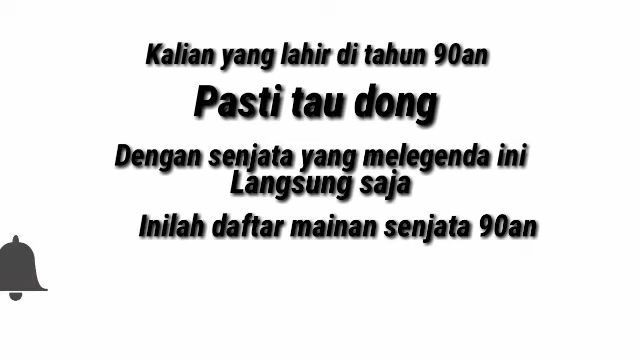 Kalian yang lahir di tahun 90an
Pasti tau dong
Dengan senjata yang melegenda ini
Langsung saja
Inilah daftar mainan senjata 90an